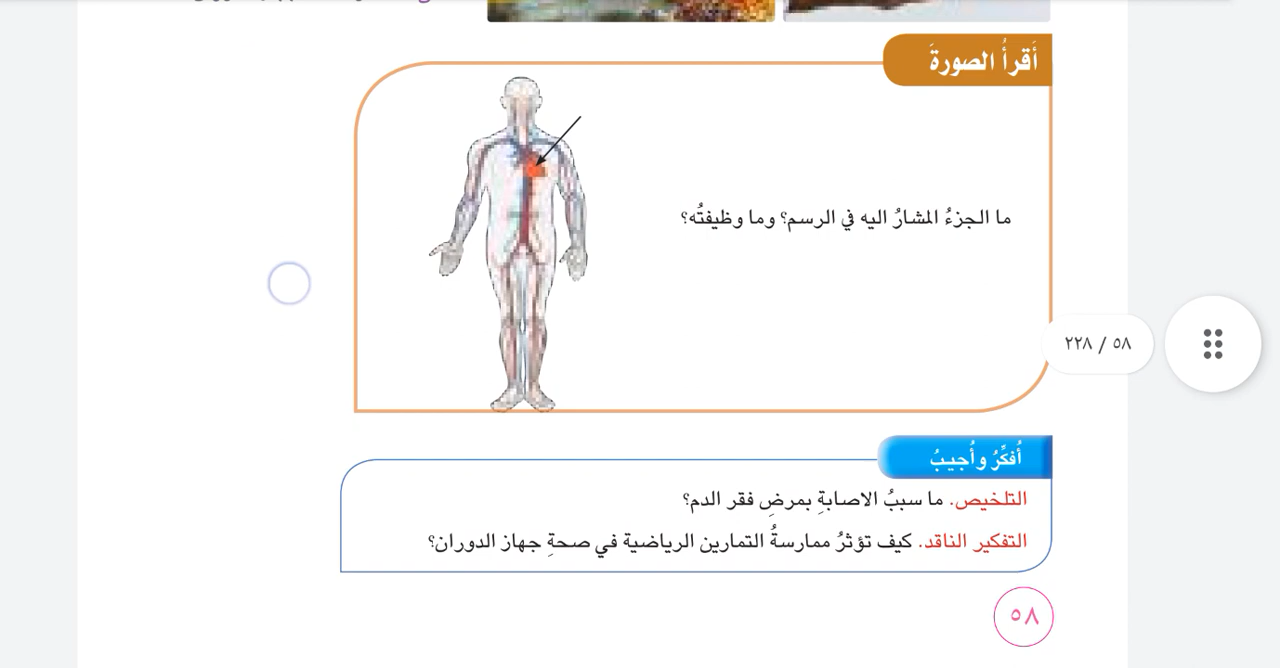 أقرأُ الصورةَ
ما الجزءُ المشارُ اليه في الرسم؟ وما وظيفتُه؟
٥٨ / ٢٢٨
أُفكِّرُ وأُجيبُ
التلخيص. ما سببُ الاصابةِ بمرضِ فقر الدم؟
التفكير الناقد. كيف تؤثرُ ممارسةُ التمارين الرياضية في صحةِ جهاز الدوران؟
٥٨